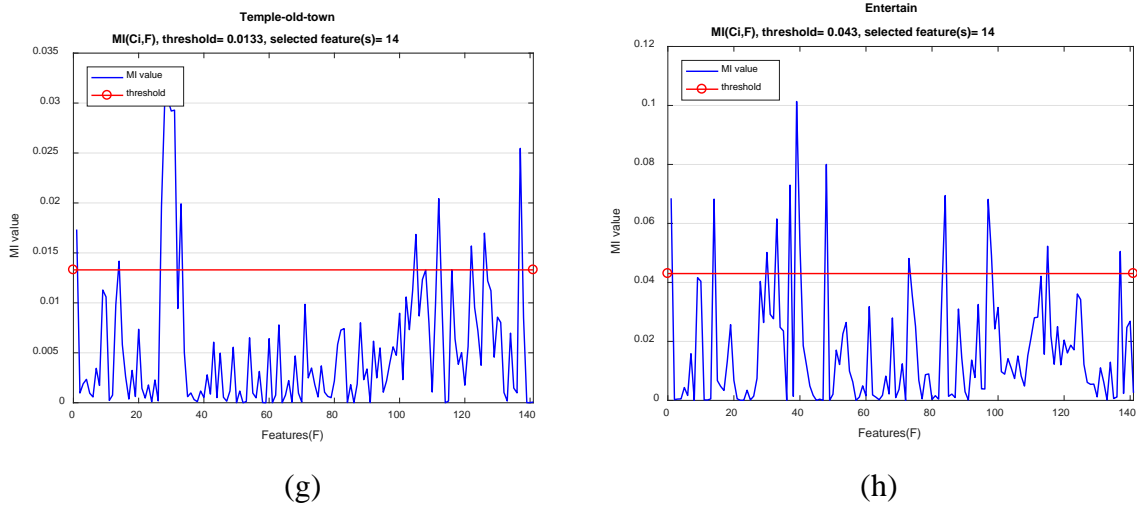 Temple-old-town
MI(Ci,F), threshold= 0.0133, selected feature(s)= 14
0.035
0.03
0.025
0.02
0.015
0.01
0.005
0
MI value
MI value
threshold
0 20 40 60 80 100 120 140
Features(F)
(g)
Entertain
MI(Ci,F), threshold= 0.043, selected feature(s)= 14
0.12
0.1
0.08
0.06
0.04
0.02
0
MI value
MI value
threshold
0 20 40 60 80 100 120 140
Features(F)
(h)